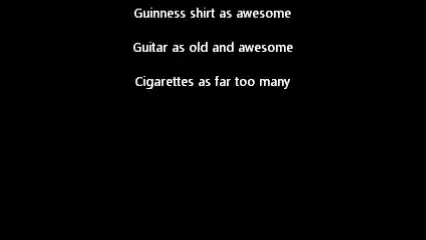 Guinness shirt as awesome
Guitar as old and awesome
Cigarettes as far too many